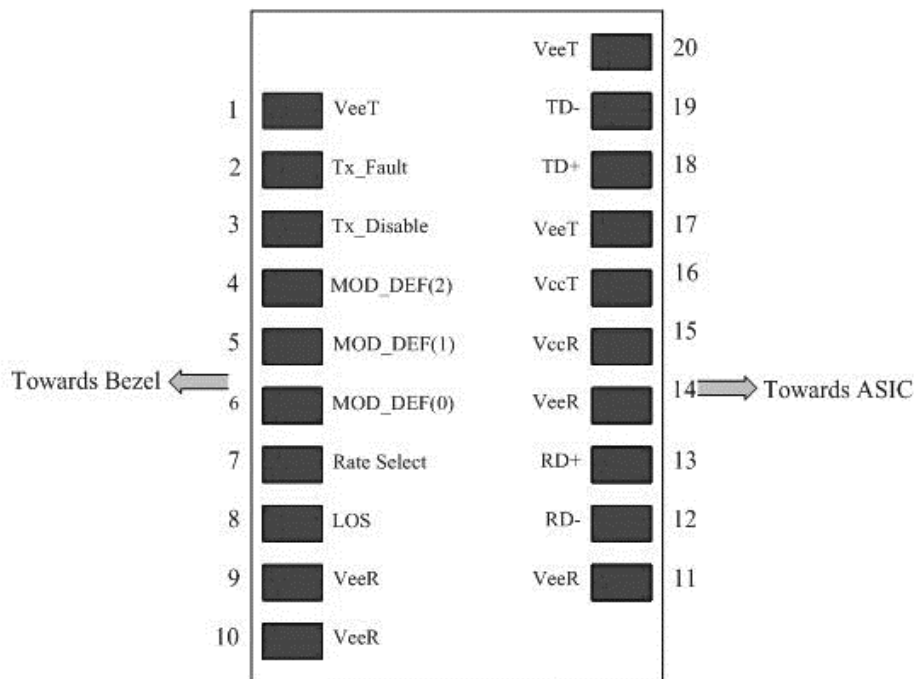 VeeT 20
1 VeeT TD- 19
2 Tx_Fault TD+ 18
3 Tx_Disable VeeT 17
4 MOD_DEF(2) VccT 16
5 MOD_DEF(1) VccR 15
Towards Bezel
6 MOD_DEF(0) VeeR 14
Towards ASIC
7 Rate Select RD+ 13
8 LOS RD- 12
9 VeeR VeeR 11
10 VeeR